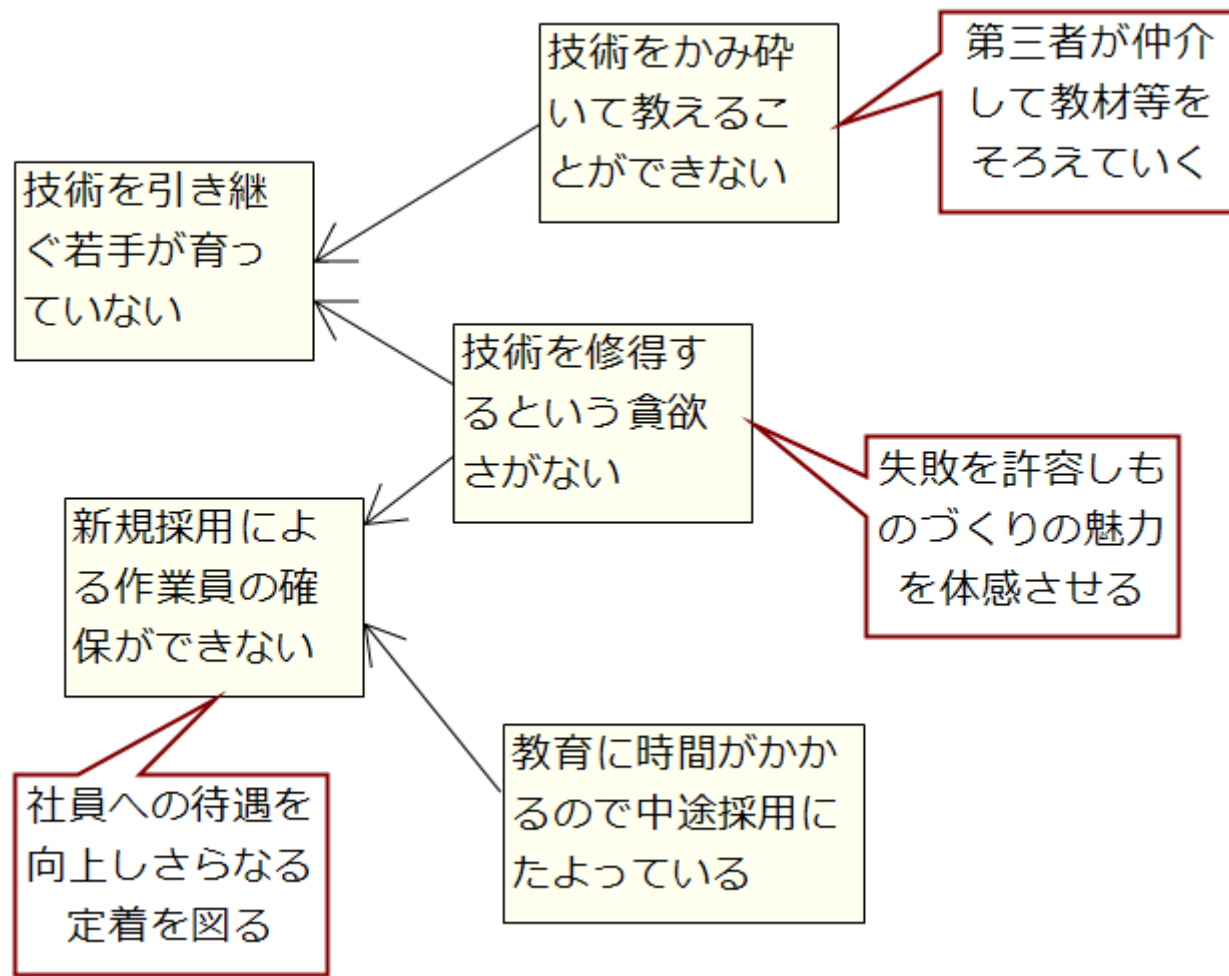 技術をかみ砕
いて教えるこ
とができない
第三者が仲介
して教材等を
そろえていく
技術を引き継
ぐ若手が育っ
ていない
技術を修得す
るという貪欲
さがない
失敗を許容しも
のづくりの魅力
を体感させる
新規採用によ
る作業員の確
保ができない
教育に時間がかか
るので中途採用に
たよっている
社員への待遇を
向上しさらなる
定着を図る